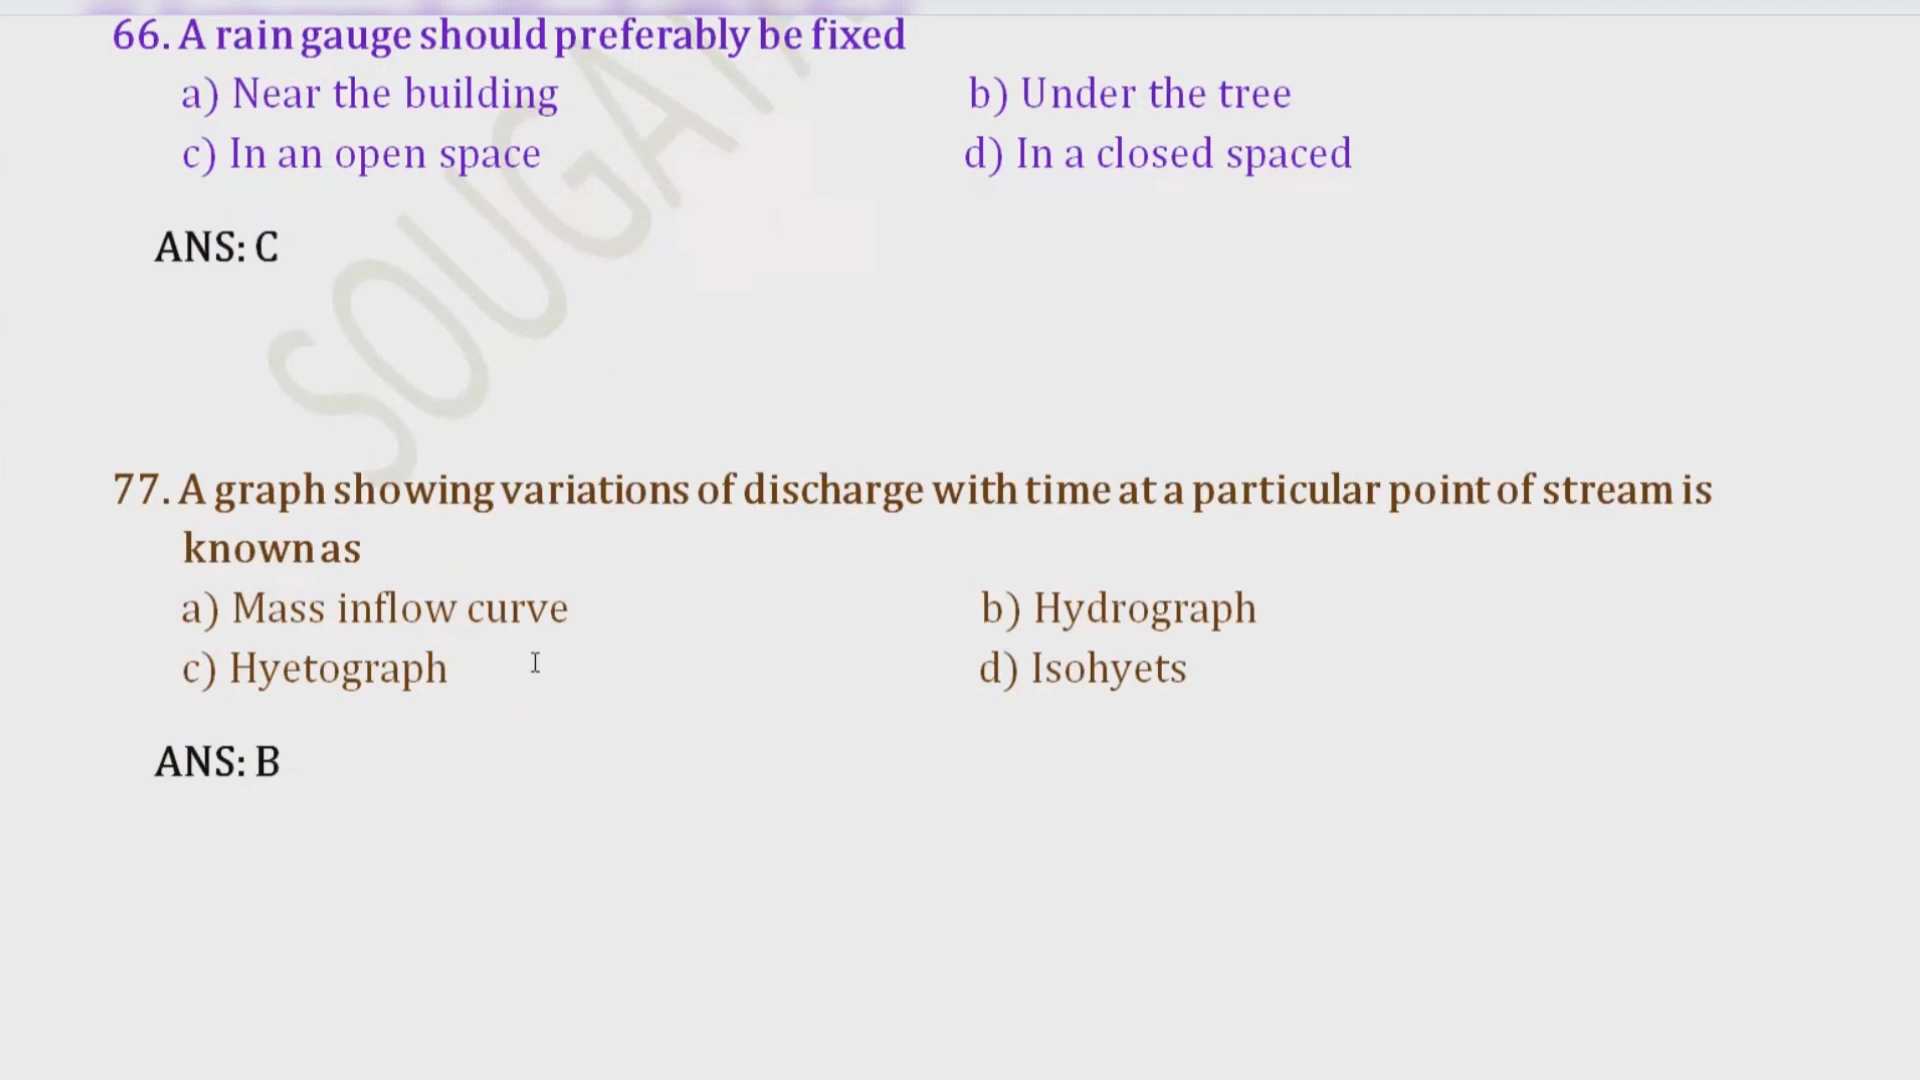 66. A rain gauge should preferably be fixed
a) Near the building b) Under the tree
c) In an open space d) In a closed spaced
ANS: C
77. A graph showing variations of discharge with time at a particular point of stream is
known as
a) Mass inflow curve b) Hydrograph
c) Hyetograph d) Isohyets
ANS: B